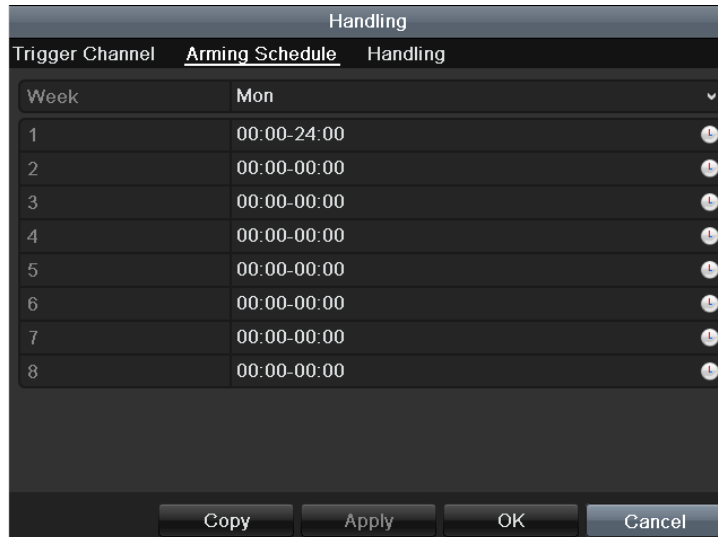 Handling
Trigger Channel Arming Schedule Handling
Week Mon
1 00:00-24:00
2 00:00-00:00
3 00:00-00:00
4 00:00-00:00
5 00:00-00:00
6 00:00-00:00
7 00:00-00:00
8 00:00-00:00
Copy Apply OK Cancel